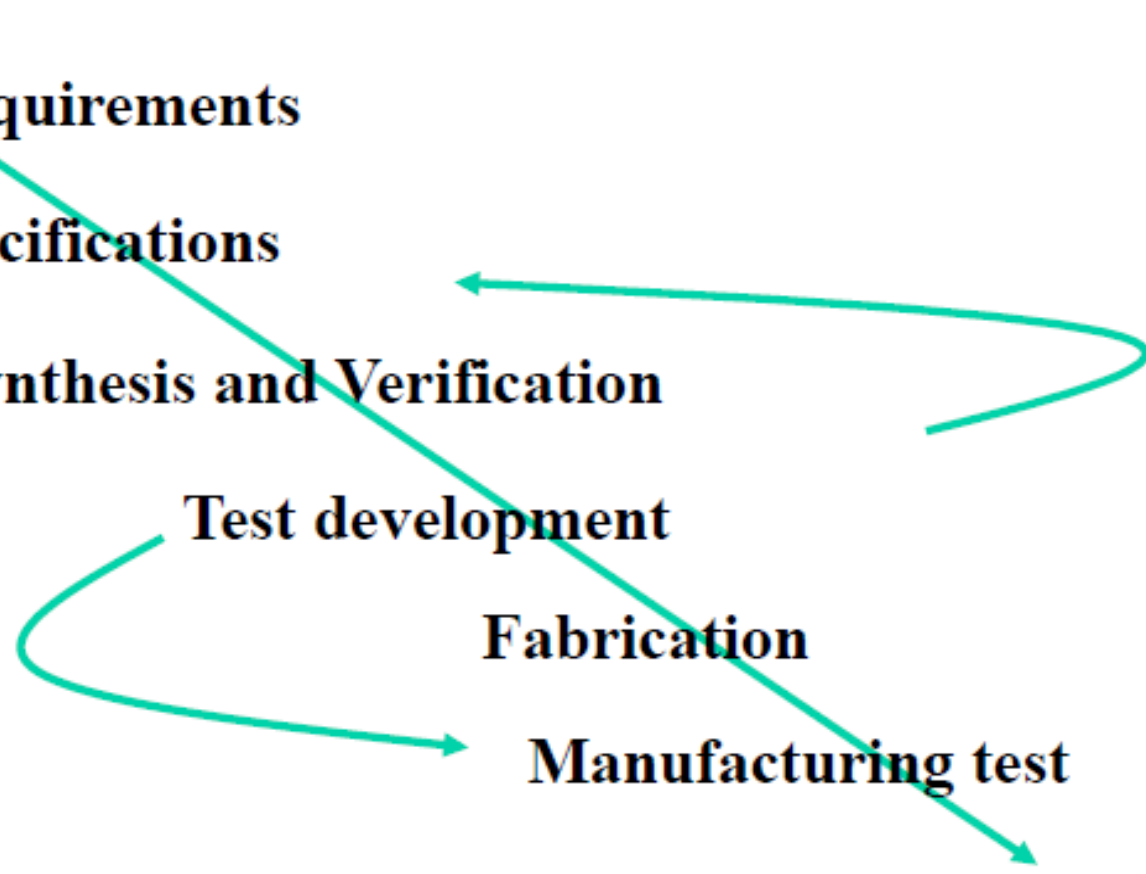 quirements
cifications
nthesis and Verification
Test development
Fabrication
Manufacturing test